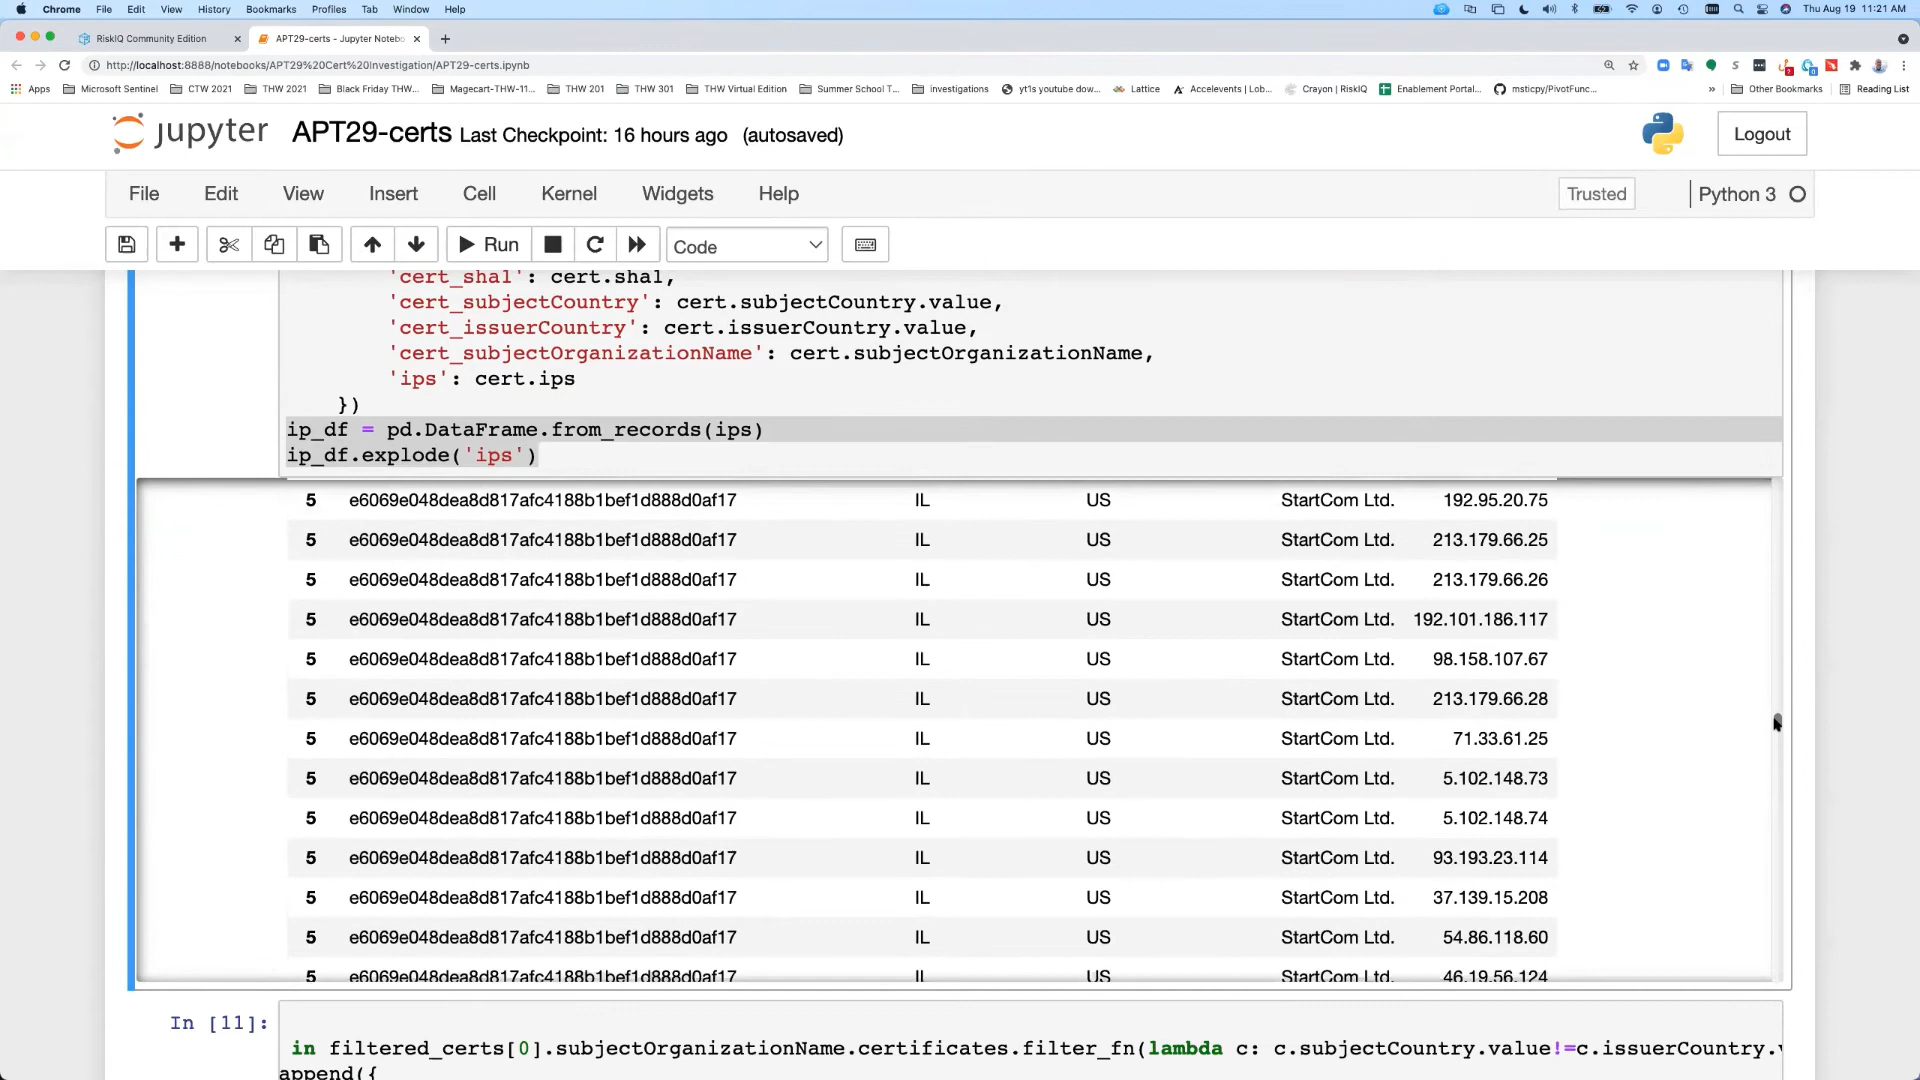 Chrome File Edit View History Bookmarks Profiles Tab Window Help Thu Aug 19 11:21 AM
RiskIQ Community Edition APT29-certs - Jupyter Notebo
http://localhost:8888/notebooks/APT29%20Cert%20Investigation/APT29-certs.ipynb
Apps Microsoft Sentinel CTW 2021 THW 2021 Black Friday THW... Magecart-THW-11... THW 201 THW 301 THW Virtual Edition Summer School T... investigations yt1s youtube dow... Lattice Accelevents | Lob... Crayon | RiskIQ Enablement Portal... msticpy/PivotFunc... » Other Bookmarks Reading List
jupyter APT29-certs Last Checkpoint: 16 hours ago (autosaved) Logout
File Edit View Insert Cell Kernel Widgets Help Trusted Python 3
Run Code
'cert_sha1': cert.sha1,
'cert_subjectCountry': cert.subjectCountry.value,
'cert_issuerCountry': cert.issuerCountry.value,
'cert_subjectOrganizationName': cert.subjectOrganizationName,
'ips': cert.ips
})
ip_df = pd.DataFrame.from_records(ips)
ip_df.explode('ips')
5 e6069e048dea8d817afc4188b1bef1d888d0af17 IL US StartCom Ltd. 192.95.20.75
5 e6069e048dea8d817afc4188b1bef1d888d0af17 IL US StartCom Ltd. 213.179.66.25
5 e6069e048dea8d817afc4188b1bef1d888d0af17 IL US StartCom Ltd. 213.179.66.26
5 e6069e048dea8d817afc4188b1bef1d888d0af17 IL US StartCom Ltd. 192.101.186.117
5 e6069e048dea8d817afc4188b1bef1d888d0af17 IL US StartCom Ltd. 98.158.107.67
5 e6069e048dea8d817afc4188b1bef1d888d0af17 IL US StartCom Ltd. 213.179.66.28
5 e6069e048dea8d817afc4188b1bef1d888d0af17 IL US StartCom Ltd. 71.33.61.25
5 e6069e048dea8d817afc4188b1bef1d888d0af17 IL US StartCom Ltd. 5.102.148.73
5 e6069e048dea8d817afc4188b1bef1d888d0af17 IL US StartCom Ltd. 5.102.148.74
5 e6069e048dea8d817afc4188b1bef1d888d0af17 IL US StartCom Ltd. 93.193.23.114
5 e6069e048dea8d817afc4188b1bef1d888d0af17 IL US StartCom Ltd. 37.139.15.208
5 e6069e048dea8d817afc4188b1bef1d888d0af17 IL US StartCom Ltd. 54.86.118.60
5 e6069e048dea8d817afc4188b1bef1d888d0af17 IL US StartCom Ltd. 46.19.56.124
In [11]:
in filtered_certs[0].subjectOrganizationName.certificates.filter_fn(lambda c: c.subjectCountry.value!=c.issuerCountry.
append({